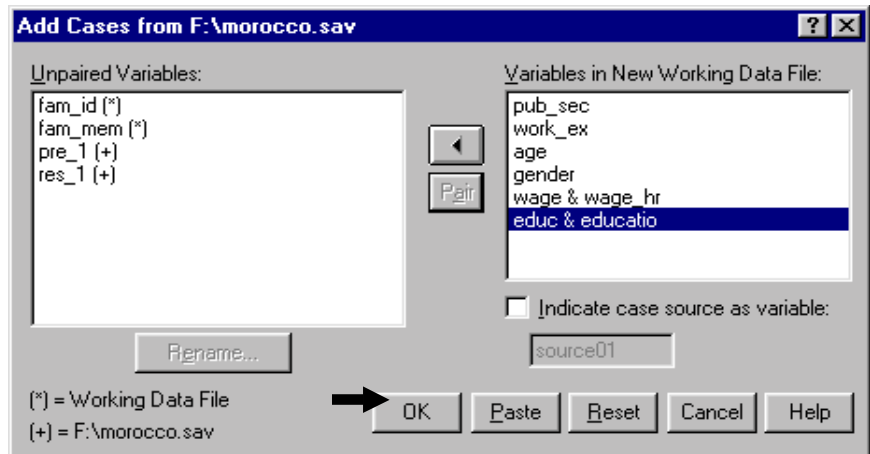 Add Cases from F:\morocco.sav
Unpaired Variables:
fam_id (*)
fam_mem (*)
pre_1 (+)
res_1 (+)
Pair
Variables in New Working Data File:
pub_sec
work_ex
age
gender
wage & wage_hr
educ & educatio
Indicate case source as variable:
source01
Rename...
(*) = Working Data File
(+) = F:\morocco.sav
OK Paste Reset Cancel Help